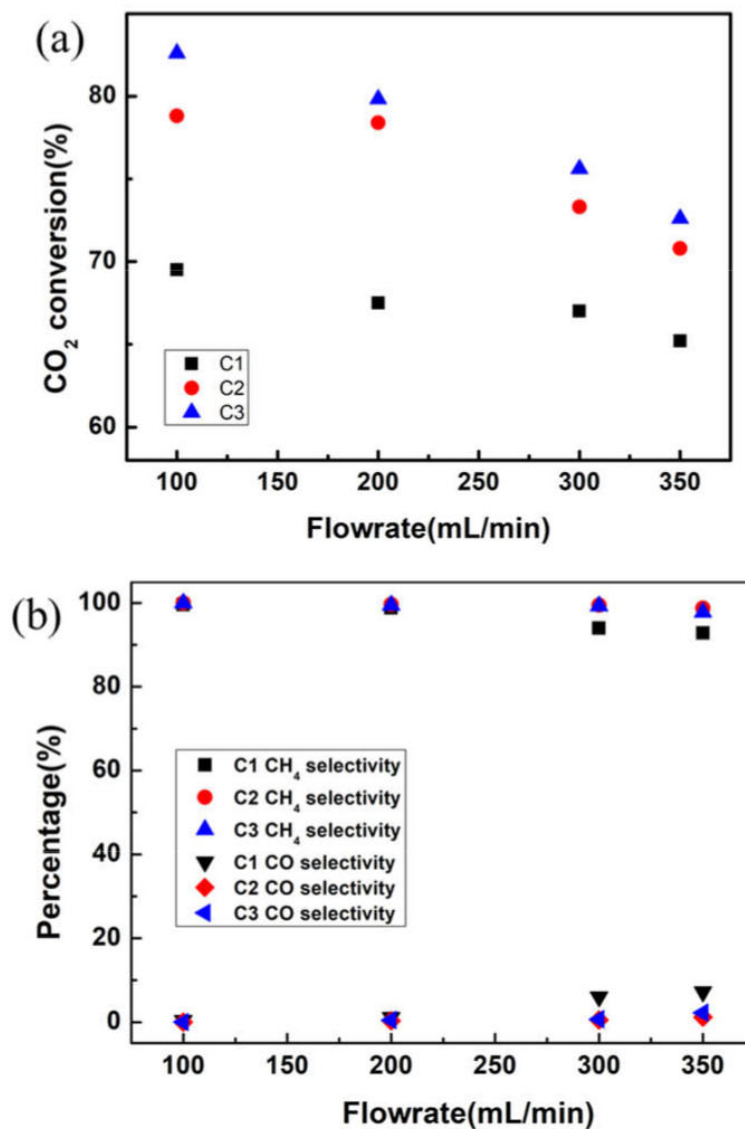 (a)
CO₂ conversion(%)
80
70
60
C1
C2
C3
100 150 200 250 300 350
Flowrate(mL/min)
(b)
Percentage(%)
100
80
60
40
20
0
C1 CH₄ selectivity
C2 CH₄ selectivity
C3 CH₄ selectivity
C1 CO selectivity
C2 CO selectivity
C3 CO selectivity
100 150 200 250 300 350
Flowrate(mL/min)